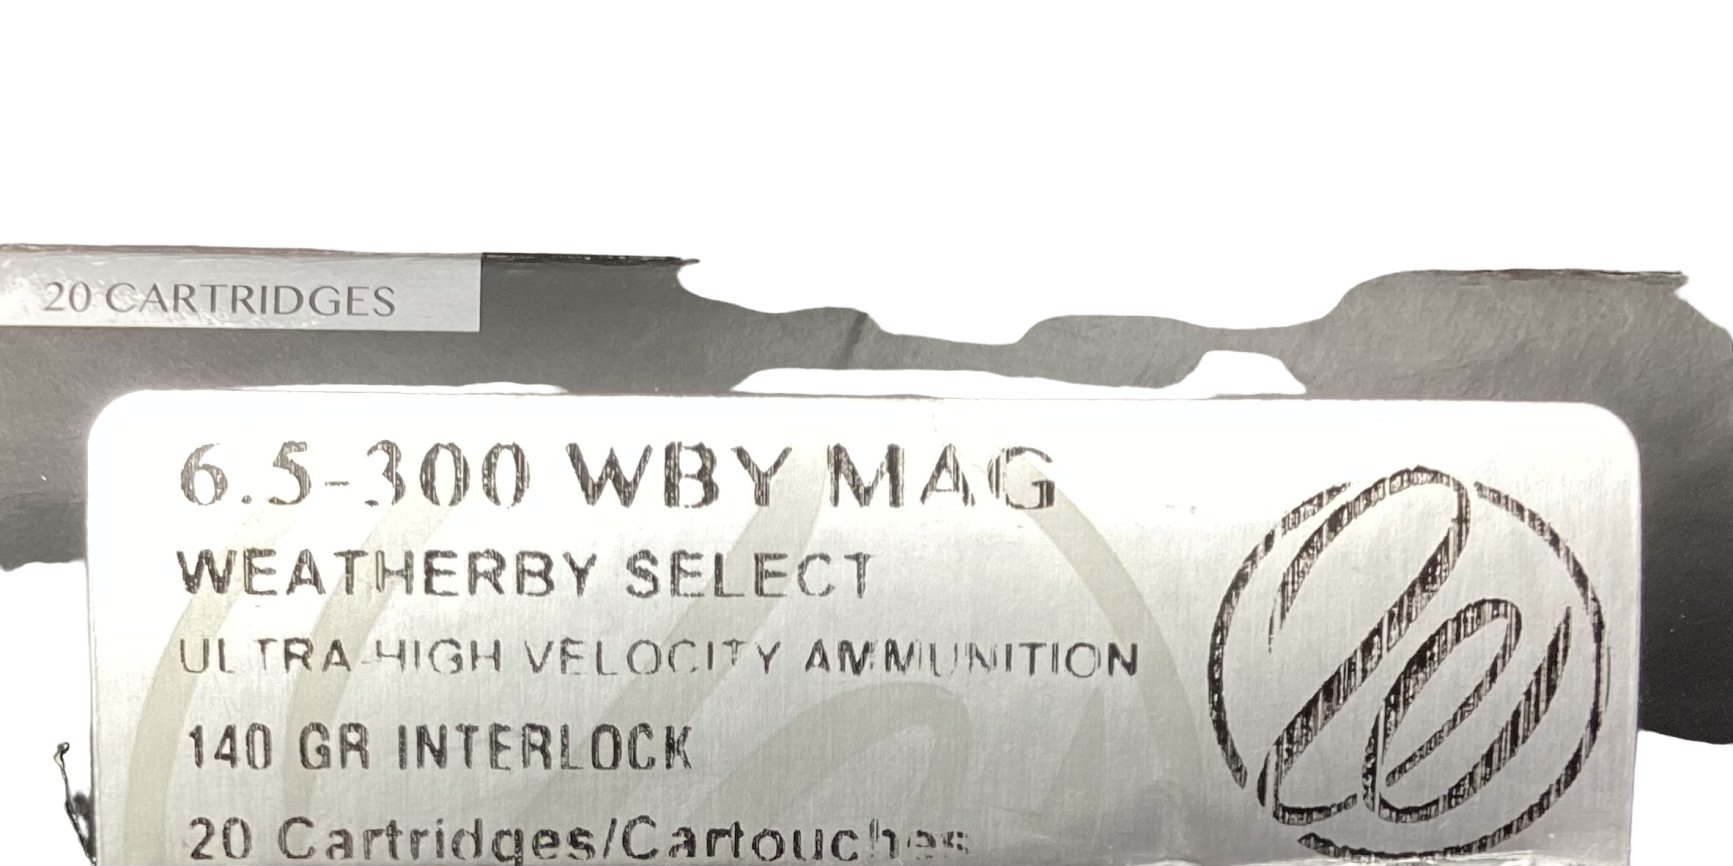 20 CARTRIDGES
6.5-300 WBY MAG
WEATHERBY SELECT
ULTRA-HIGH VELOCITY AMMUNITION
140 GR INTERLOCK
20 Cartridges/Cartouches